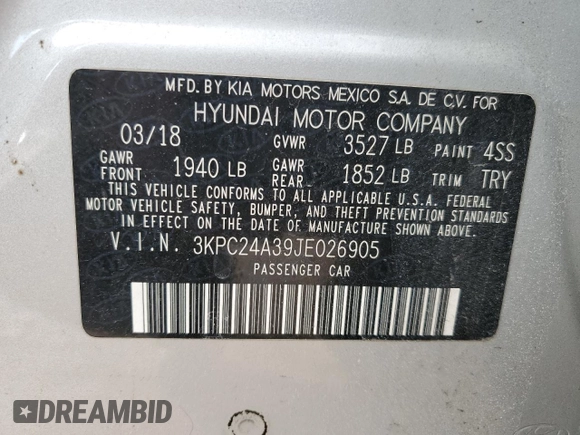 MFD. BY KIA MOTORS MEXICO S.A. DE C.V. FOR
HYUNDAI MOTOR COMPANY
03/18 GVWR 3527 LB PAINT 4SS
GAWR FRONT 1940 LB GAWR REAR 1852 LB TRIM TRY
THIS VEHICLE CONFORMS TO ALL APPLICABLE U.S.A. FEDERAL
MOTOR VEHICLE SAFETY, BUMPER, AND THEFT PREVENTION STANDARDS
IN EFFECT ON THE DATE OF MANUFACTURE SHOWN ABOVE.
V.I.N. 3KPC24A39JE026905
PASSENGER CAR
DREAMBID